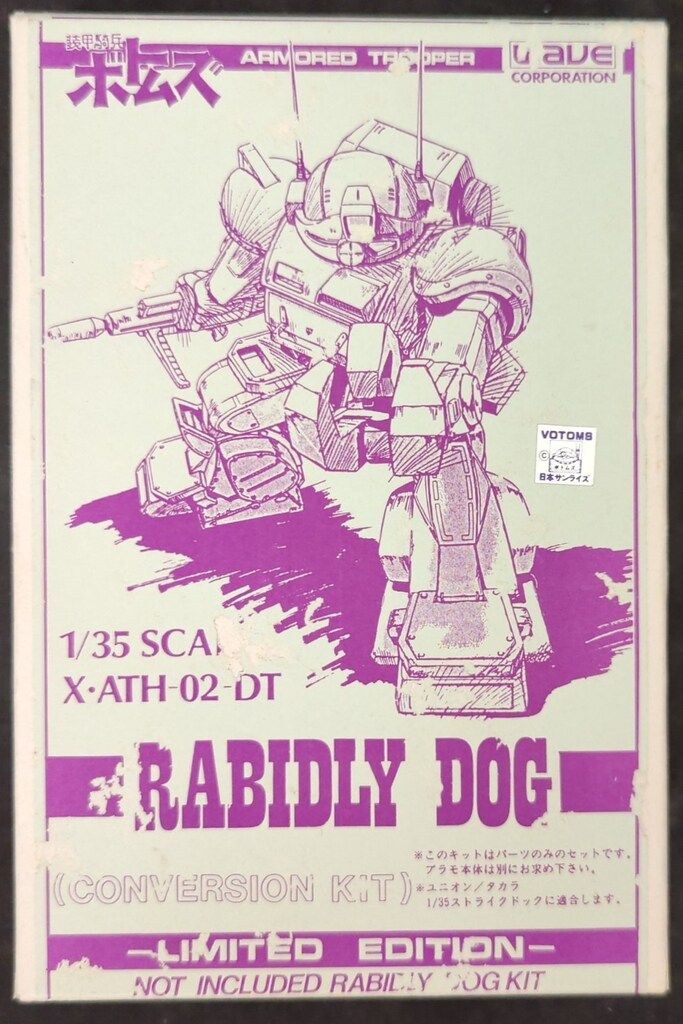 装甲騎兵
ボトムズ
ARMORED TROOPER
WAVE
CORPORATION
VOTOMS
©
ボトムズ
日本サンライズ
1/35 SCA
X·ATH-02-DT
RABIDLY DOG
※このキットはパーツのみのセットです。
プラモ本体は別にお求め下さい。
(CONVERSION KIT)
※ユニオン/タカラ
1/35ストライクドックに適合します。
-LIMITED EDITION-
NOT INCLUDED RABIDLY DOG KIT